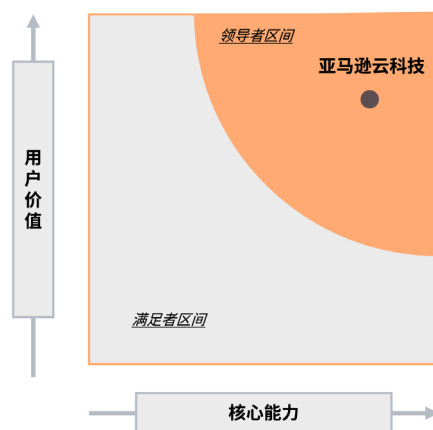 领导者区间
亚马逊云科技
用户价值
满足者区间
核心能力